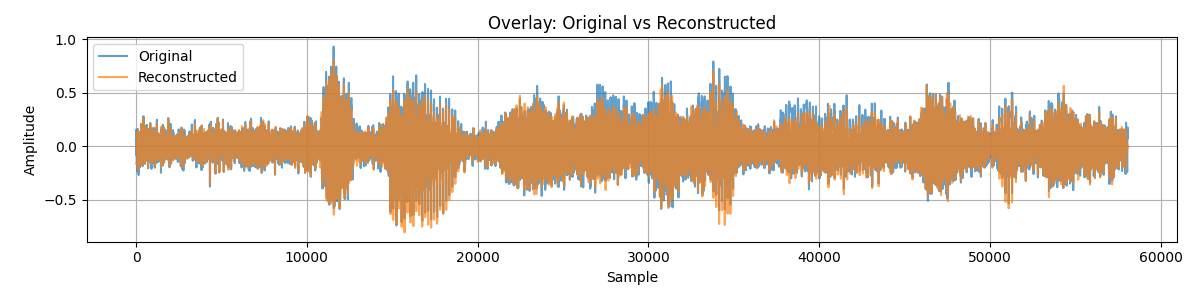 Overlay: Original vs Reconstructed
Original
Reconstructed
Amplitude
1.0
0.5
0.0
−0.5
0
10000
20000
30000
40000
50000
60000
Sample